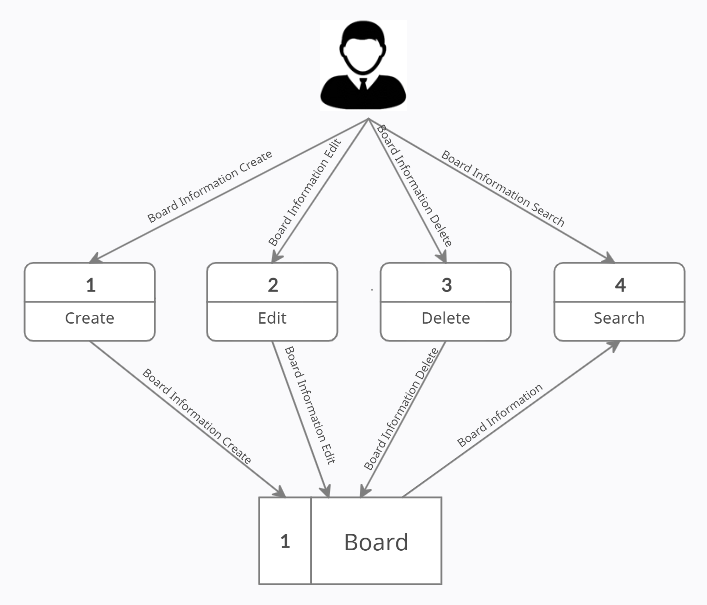 Board Information Create
Board Information Edit
Board Information Delete
Board Information Search
1
Create
2
Edit
3
Delete
4
Search
Board Information Create
Board Information Edit
Board Information Delete
Board Information
1
Board